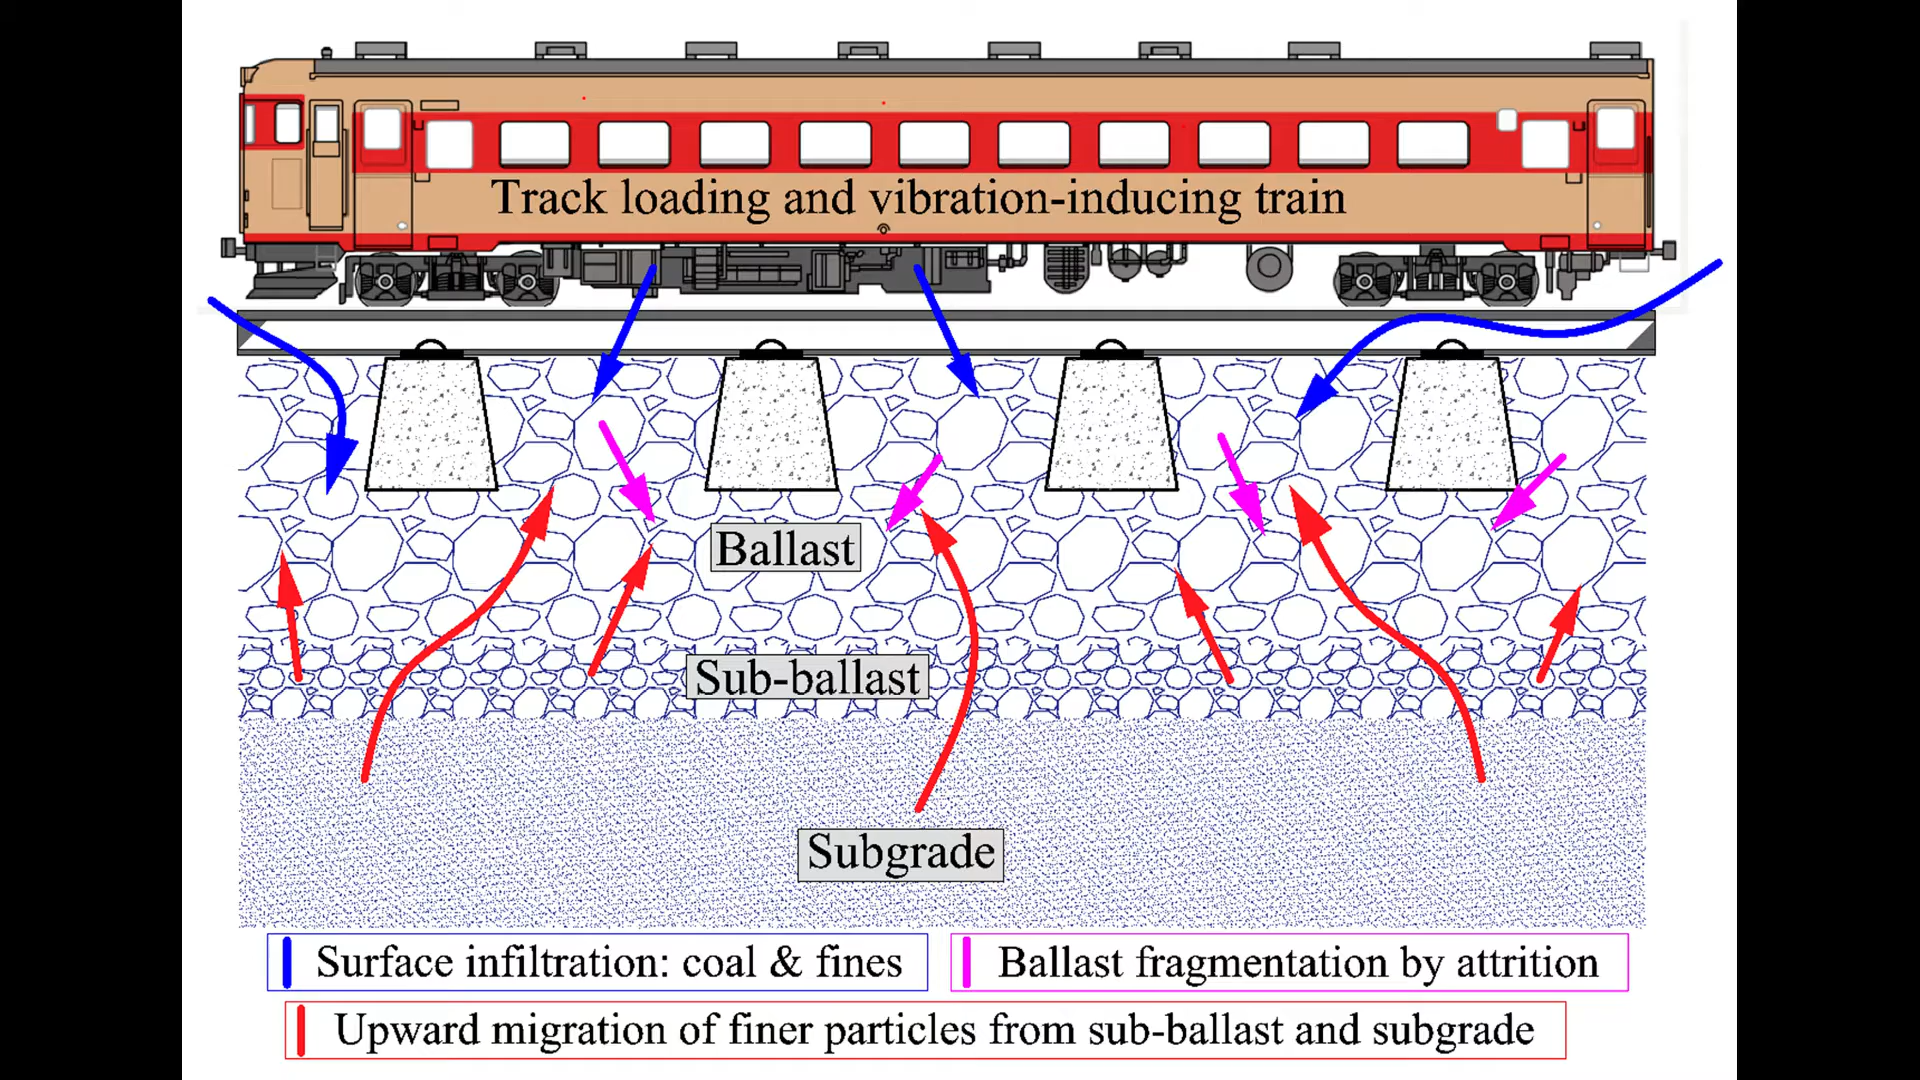 Track loading and vibration-inducing train
Ballast
Sub-ballast
Subgrade
Surface infiltration: coal & fines
Ballast fragmentation by attrition
Upward migration of finer particles from sub-ballast and subgrade